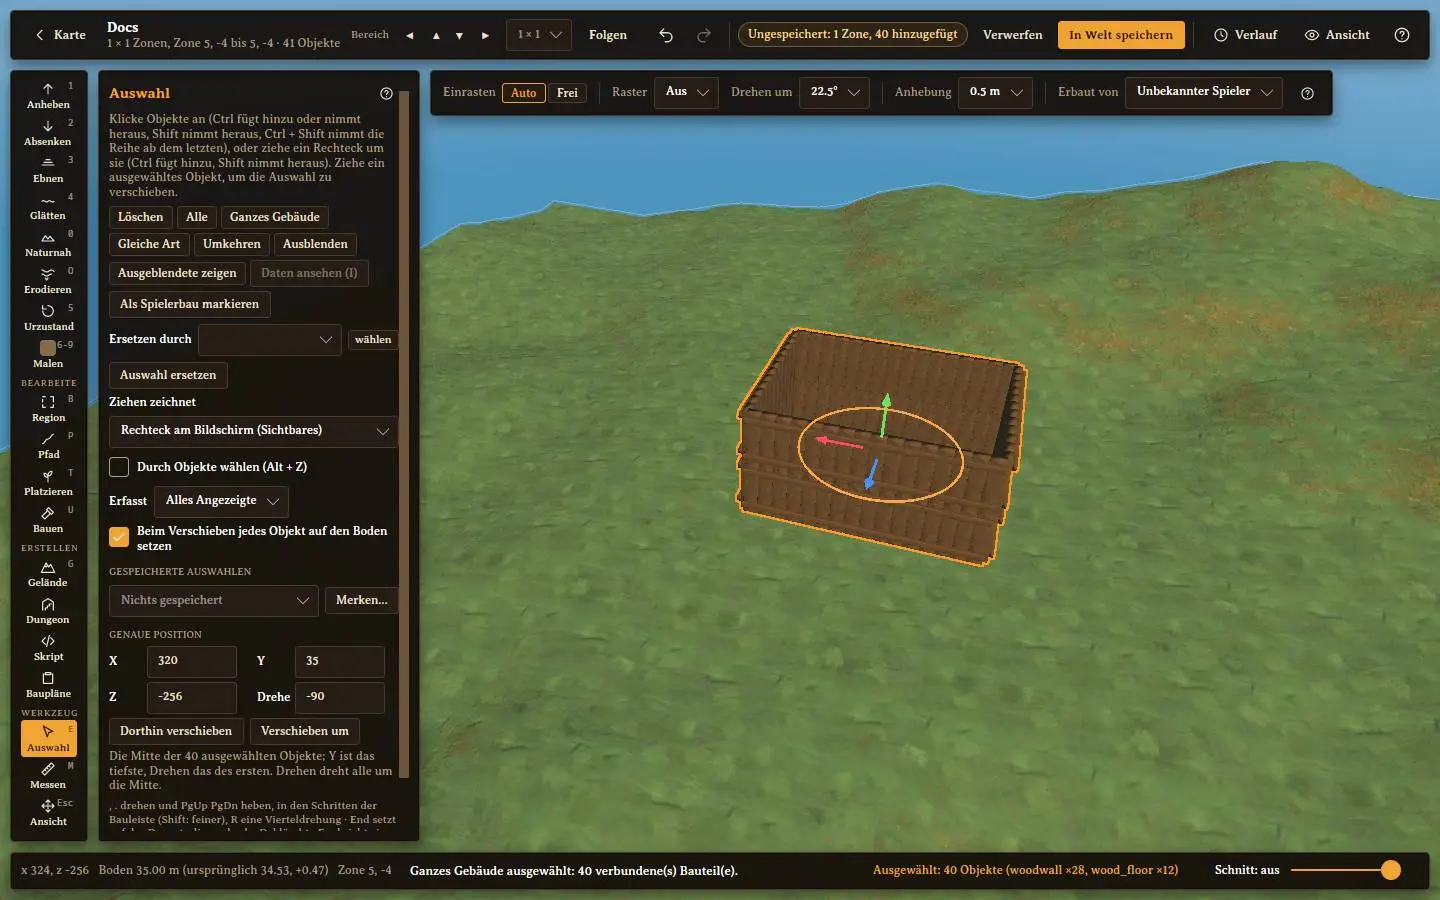 Karte
Docs
1 × 1 Zonen, Zone 5, -4 bis 5, -4 · 41 Objekte
Bereich
1 × 1
Folgen
Ungespeichert: 1 Zone, 40 hinzugefügt
Verwerfen
In Welt speichern
Verlauf
Ansicht
1
Anheben
2
Absenken
3
Ebnen
4
Glätten
0
Naturnah
O
Erodieren
5
Urzustand
6-9
Malen
BEARBEITE
B
Region
P
Pfad
T
Platzieren
U
Bauen
ERSTELLEN
G
Gelände
Dungeon
Skript
Baupläne
WERKZEUG
E
Auswahl
M
Messen
Esc
Ansicht
Auswahl
Klicke Objekte an (Ctrl fügt hinzu oder nimmt
heraus, Shift nimmt heraus, Ctrl + Shift nimmt die
Reihe ab dem letzten), oder ziehe ein Rechteck um
sie (Ctrl fügt hinzu, Shift nimmt heraus). Ziehe ein
ausgewähltes Objekt, um die Auswahl zu
verschieben.
Löschen
Alle
Ganzes Gebäude
Gleiche Art
Umkehren
Ausblenden
Ausgeblendete zeigen
Daten ansehen (I)
Als Spielerbau markieren
Ersetzen durch
wählen
Auswahl ersetzen
Ziehen zeichnet
Rechteck am Bildschirm (Sichtbares)
Durch Objekte wählen (Alt + Z)
Erfasst
Alles Angezeigte
Beim Verschieben jedes Objekt auf den Boden
setzen
GESPEICHERTE AUSWAHLEN
Nichts gespeichert
Merken...
GENAUE POSITION
X
320
Y
35
Z
-256
Drehe
-90
Dorthin verschieben
Verschieben um
Die Mitte der 40 ausgewählten Objekte; Y ist das
tiefste, Drehen das des ersten. Drehen dreht alle um
die Mitte.
, . drehen und PgUp PgDn heben, in den Schritten der
Bauleiste (Shift: feiner), R eine Vierteldrehung · End setzt
Einrasten
Auto
Frei
Raster
Aus
Drehen um
22.5°
Anhebung
0.5 m
Erbaut von
Unbekannter Spieler
x 324, z -256
Boden 35.00 m (ursprünglich 34.53, +0.47)
Zone 5, -4
Ganzes Gebäude ausgewählt: 40 verbundene(s) Bauteil(e).
Ausgewählt: 40 Objekte (woodwall ×28, wood_floor ×12)
Schnitt: aus